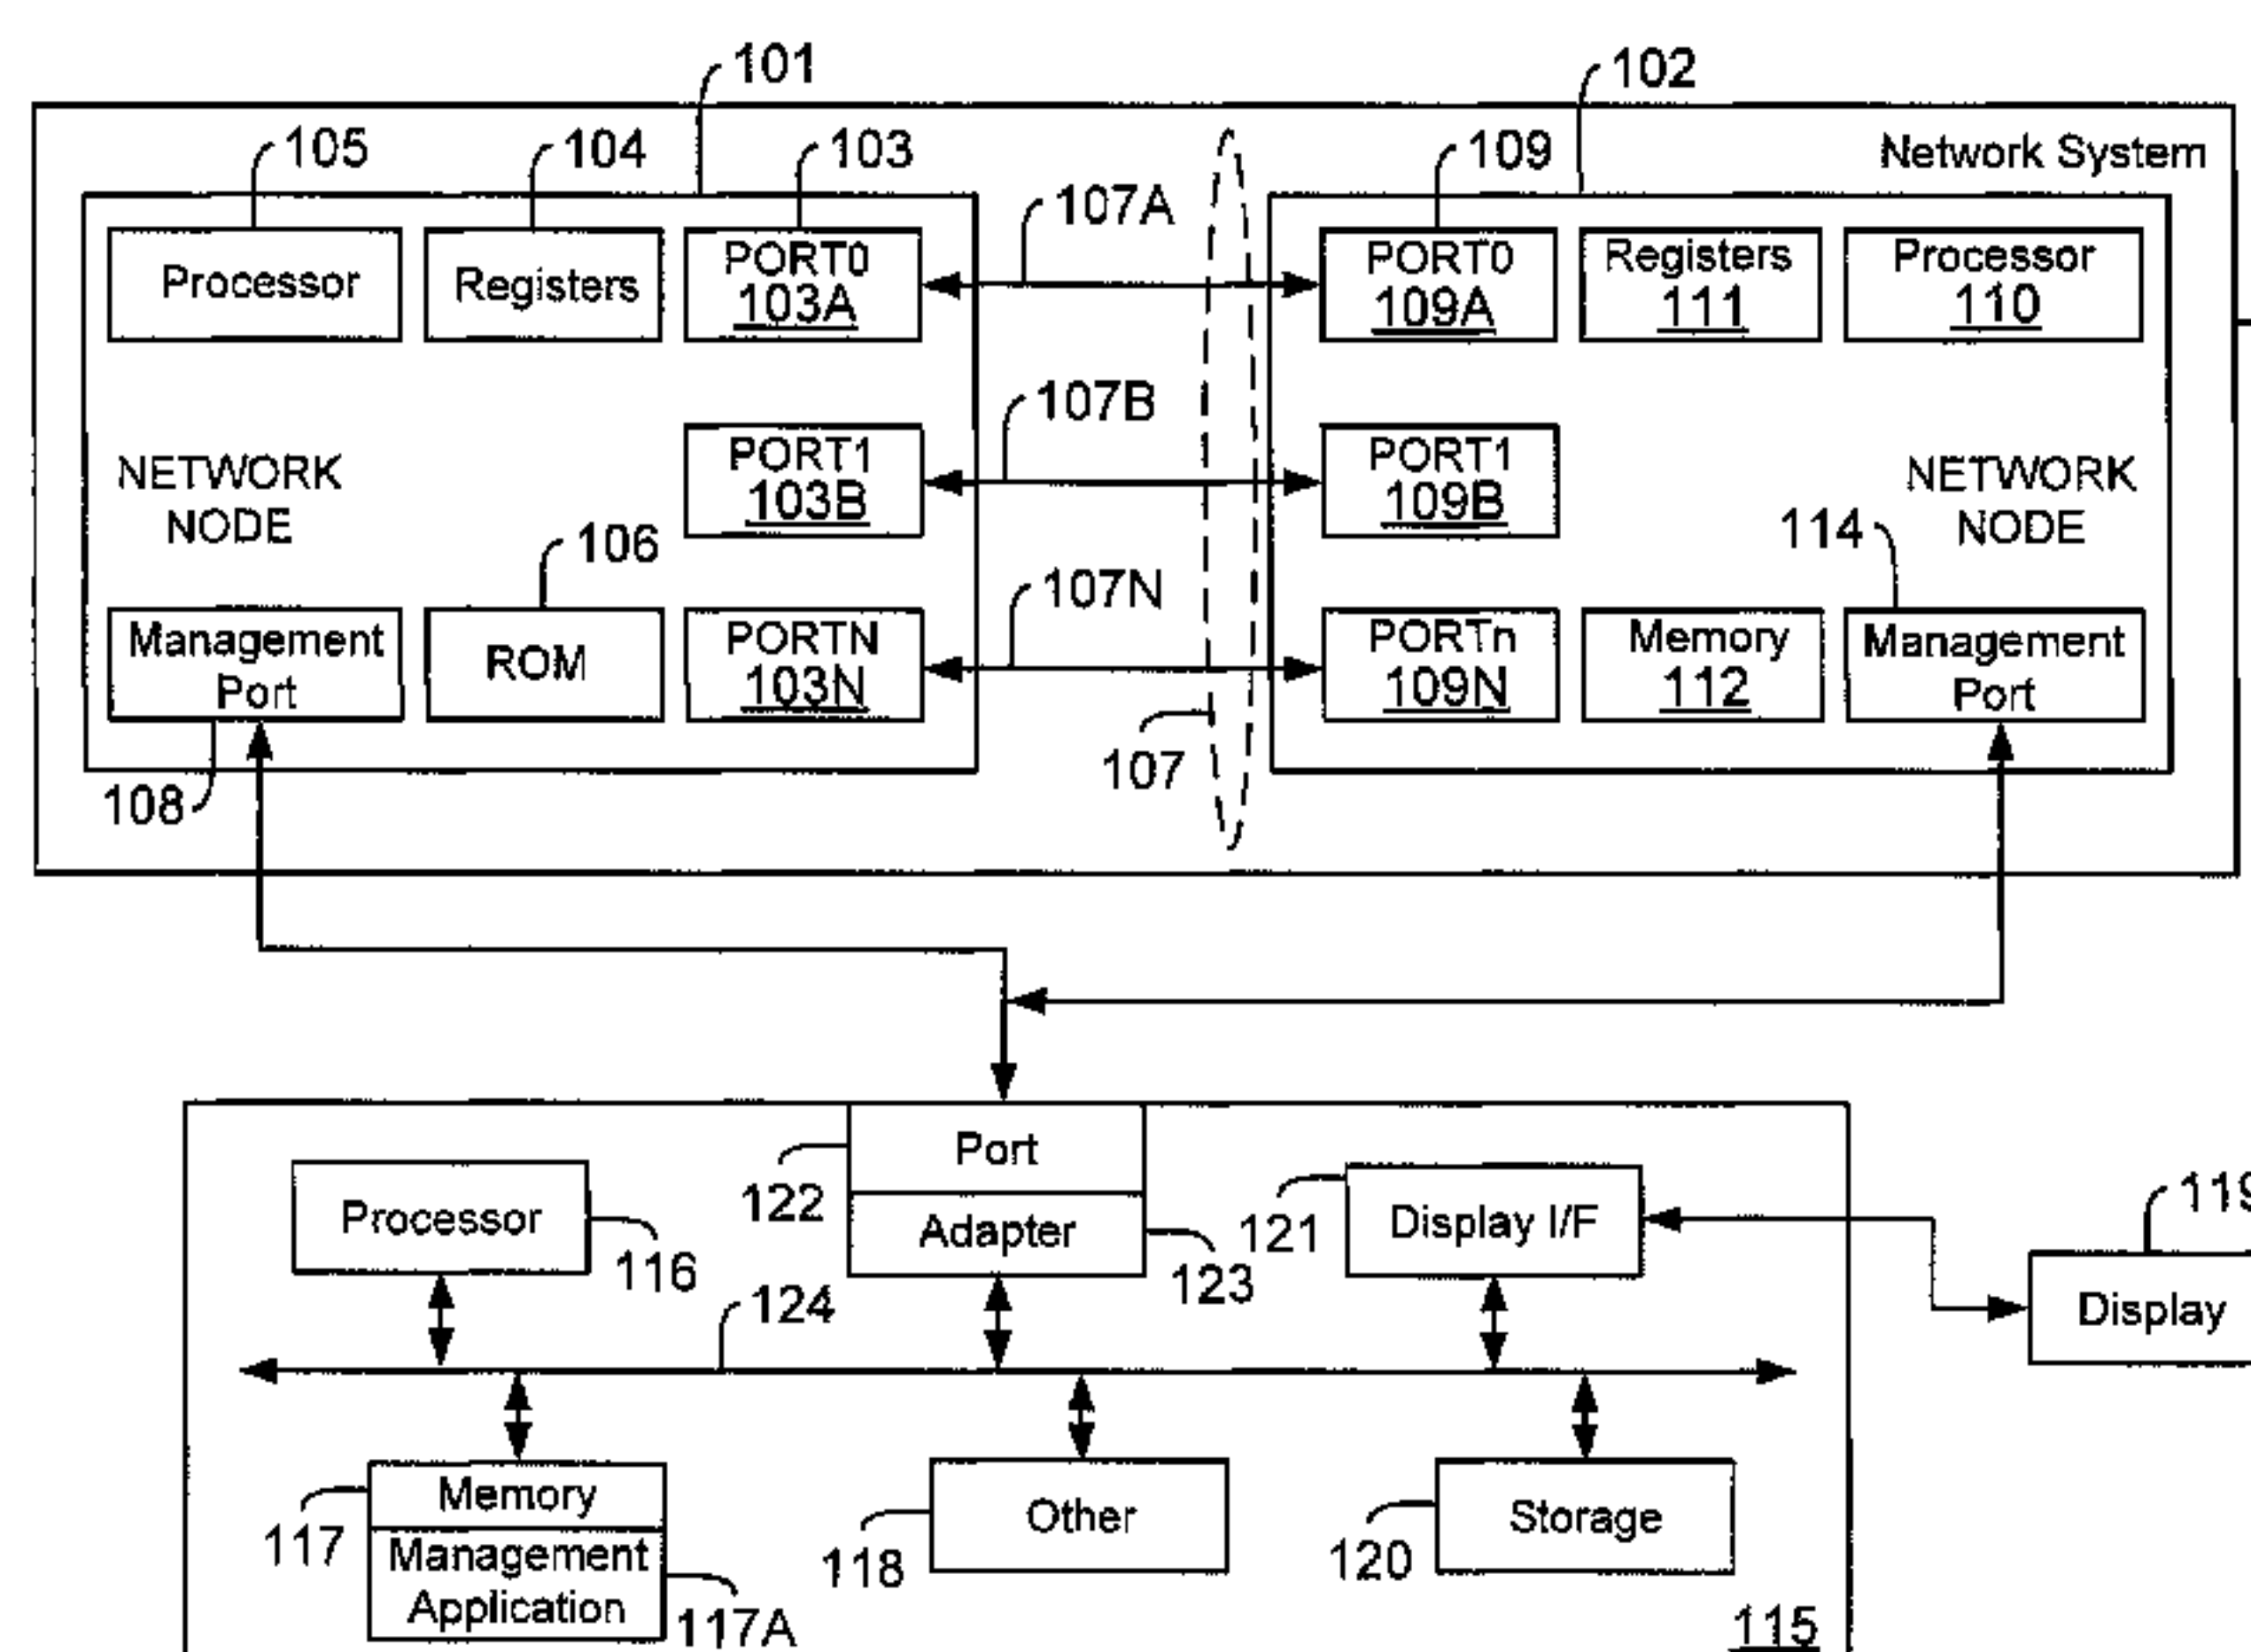 101
102
105
104
103
109
Network System
107A
Processor
Registers
PORT0
103A
PORT0
109A
Registers
111
Processor
110
107B
NETWORK
NODE
PORT1
103B
PORT1
109B
NETWORK
NODE
106
114
107N
Management
Port
ROM
PORTN
103N
PORTn
109N
Memory
112
Management
Port
107
108
Port
122
Processor
116
Adapter
123
121
Display I/F
119
Display
124
Memory
117
Management
Application
117A
Other
118
Storage
120
115